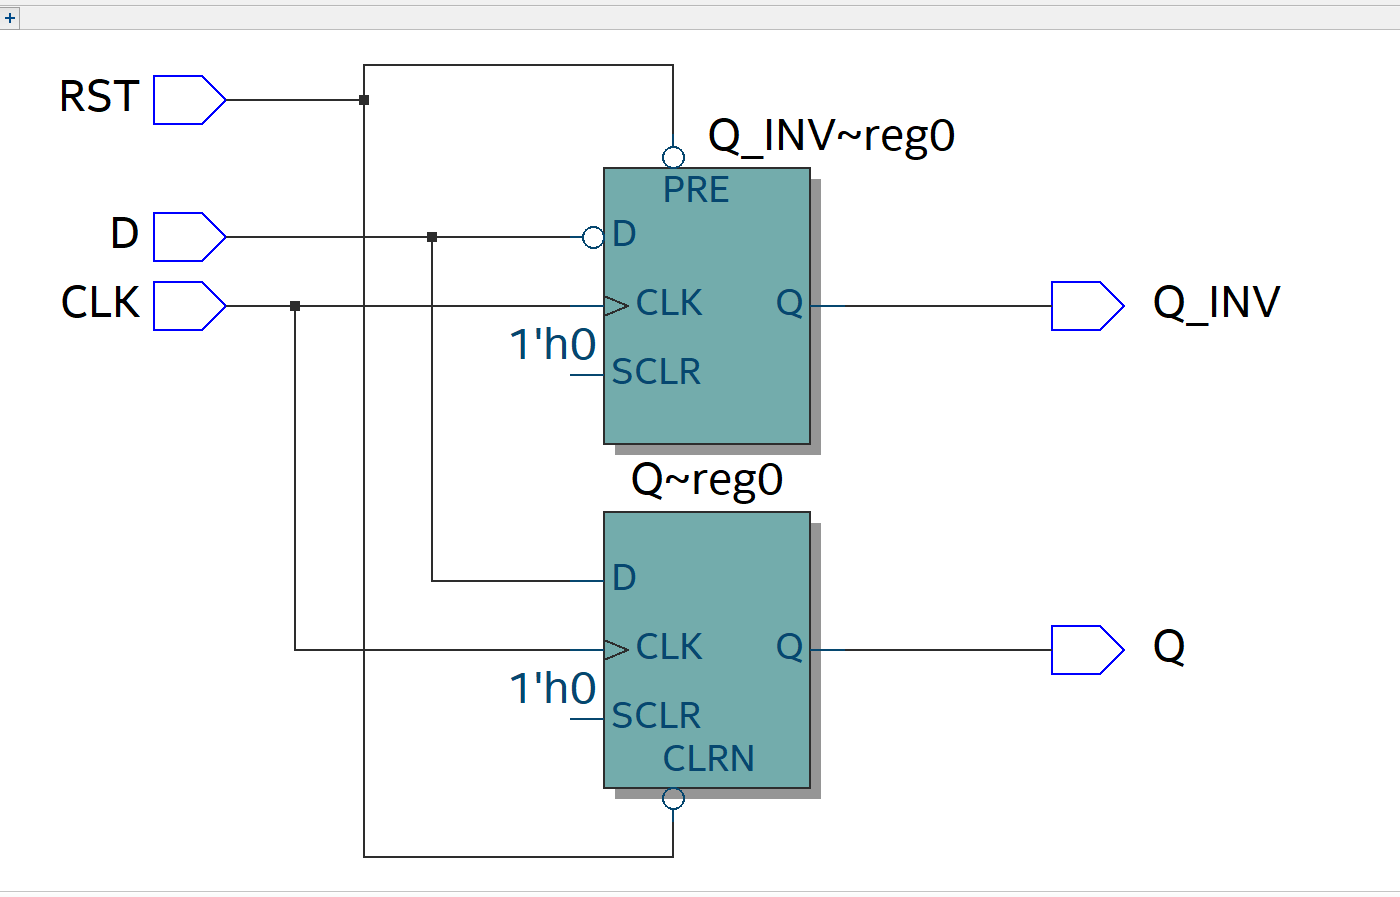 +
RST
Q_INV~reg0
PRE
D
D
CLK
CLK
Q
Q_INV
1'h0
SCLR
Q~reg0
D
CLK
Q
Q
1'h0
SCLR
CLRN